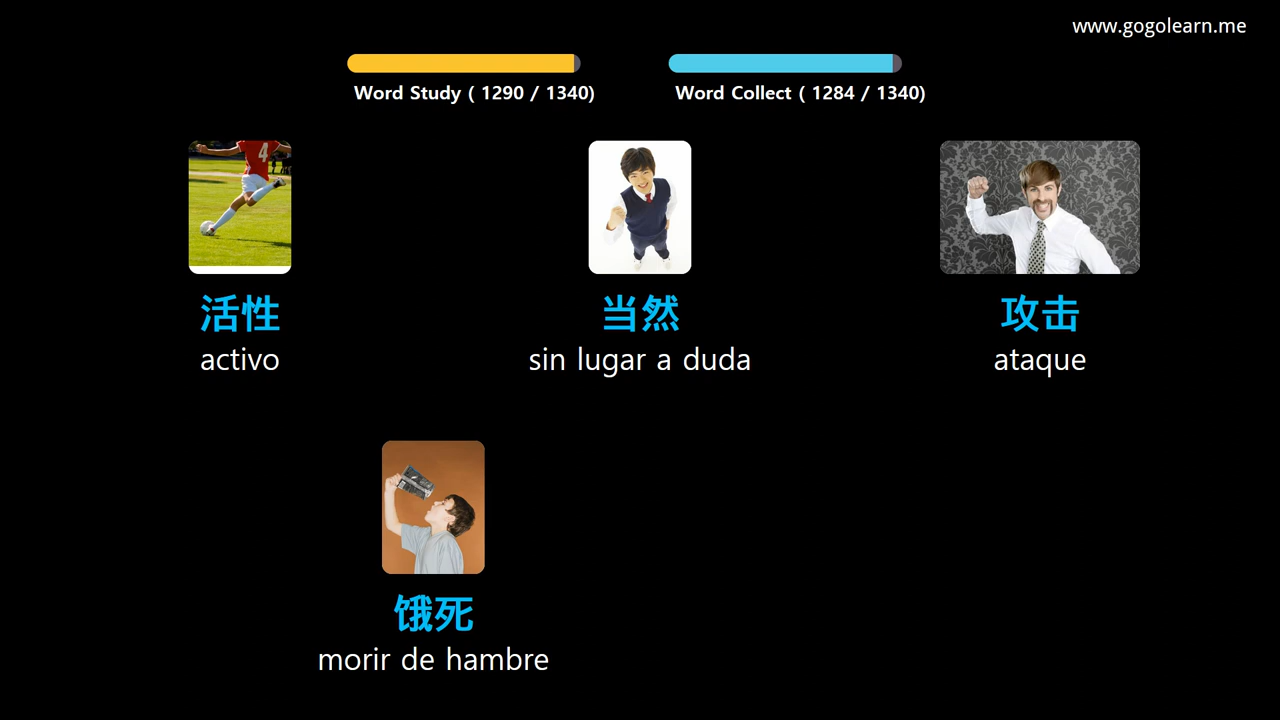 www.gogolearn.me
Word Study ( 1290 / 1340)
Word Collect ( 1284 / 1340)
活性
activo
当然
sin lugar a duda
攻击
ataque
饿死
morir de hambre